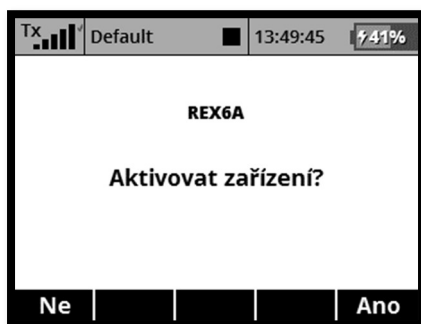 Tx Default 13:49:45 41%
REX6A
Aktivovat zařízení?
Ne Ano